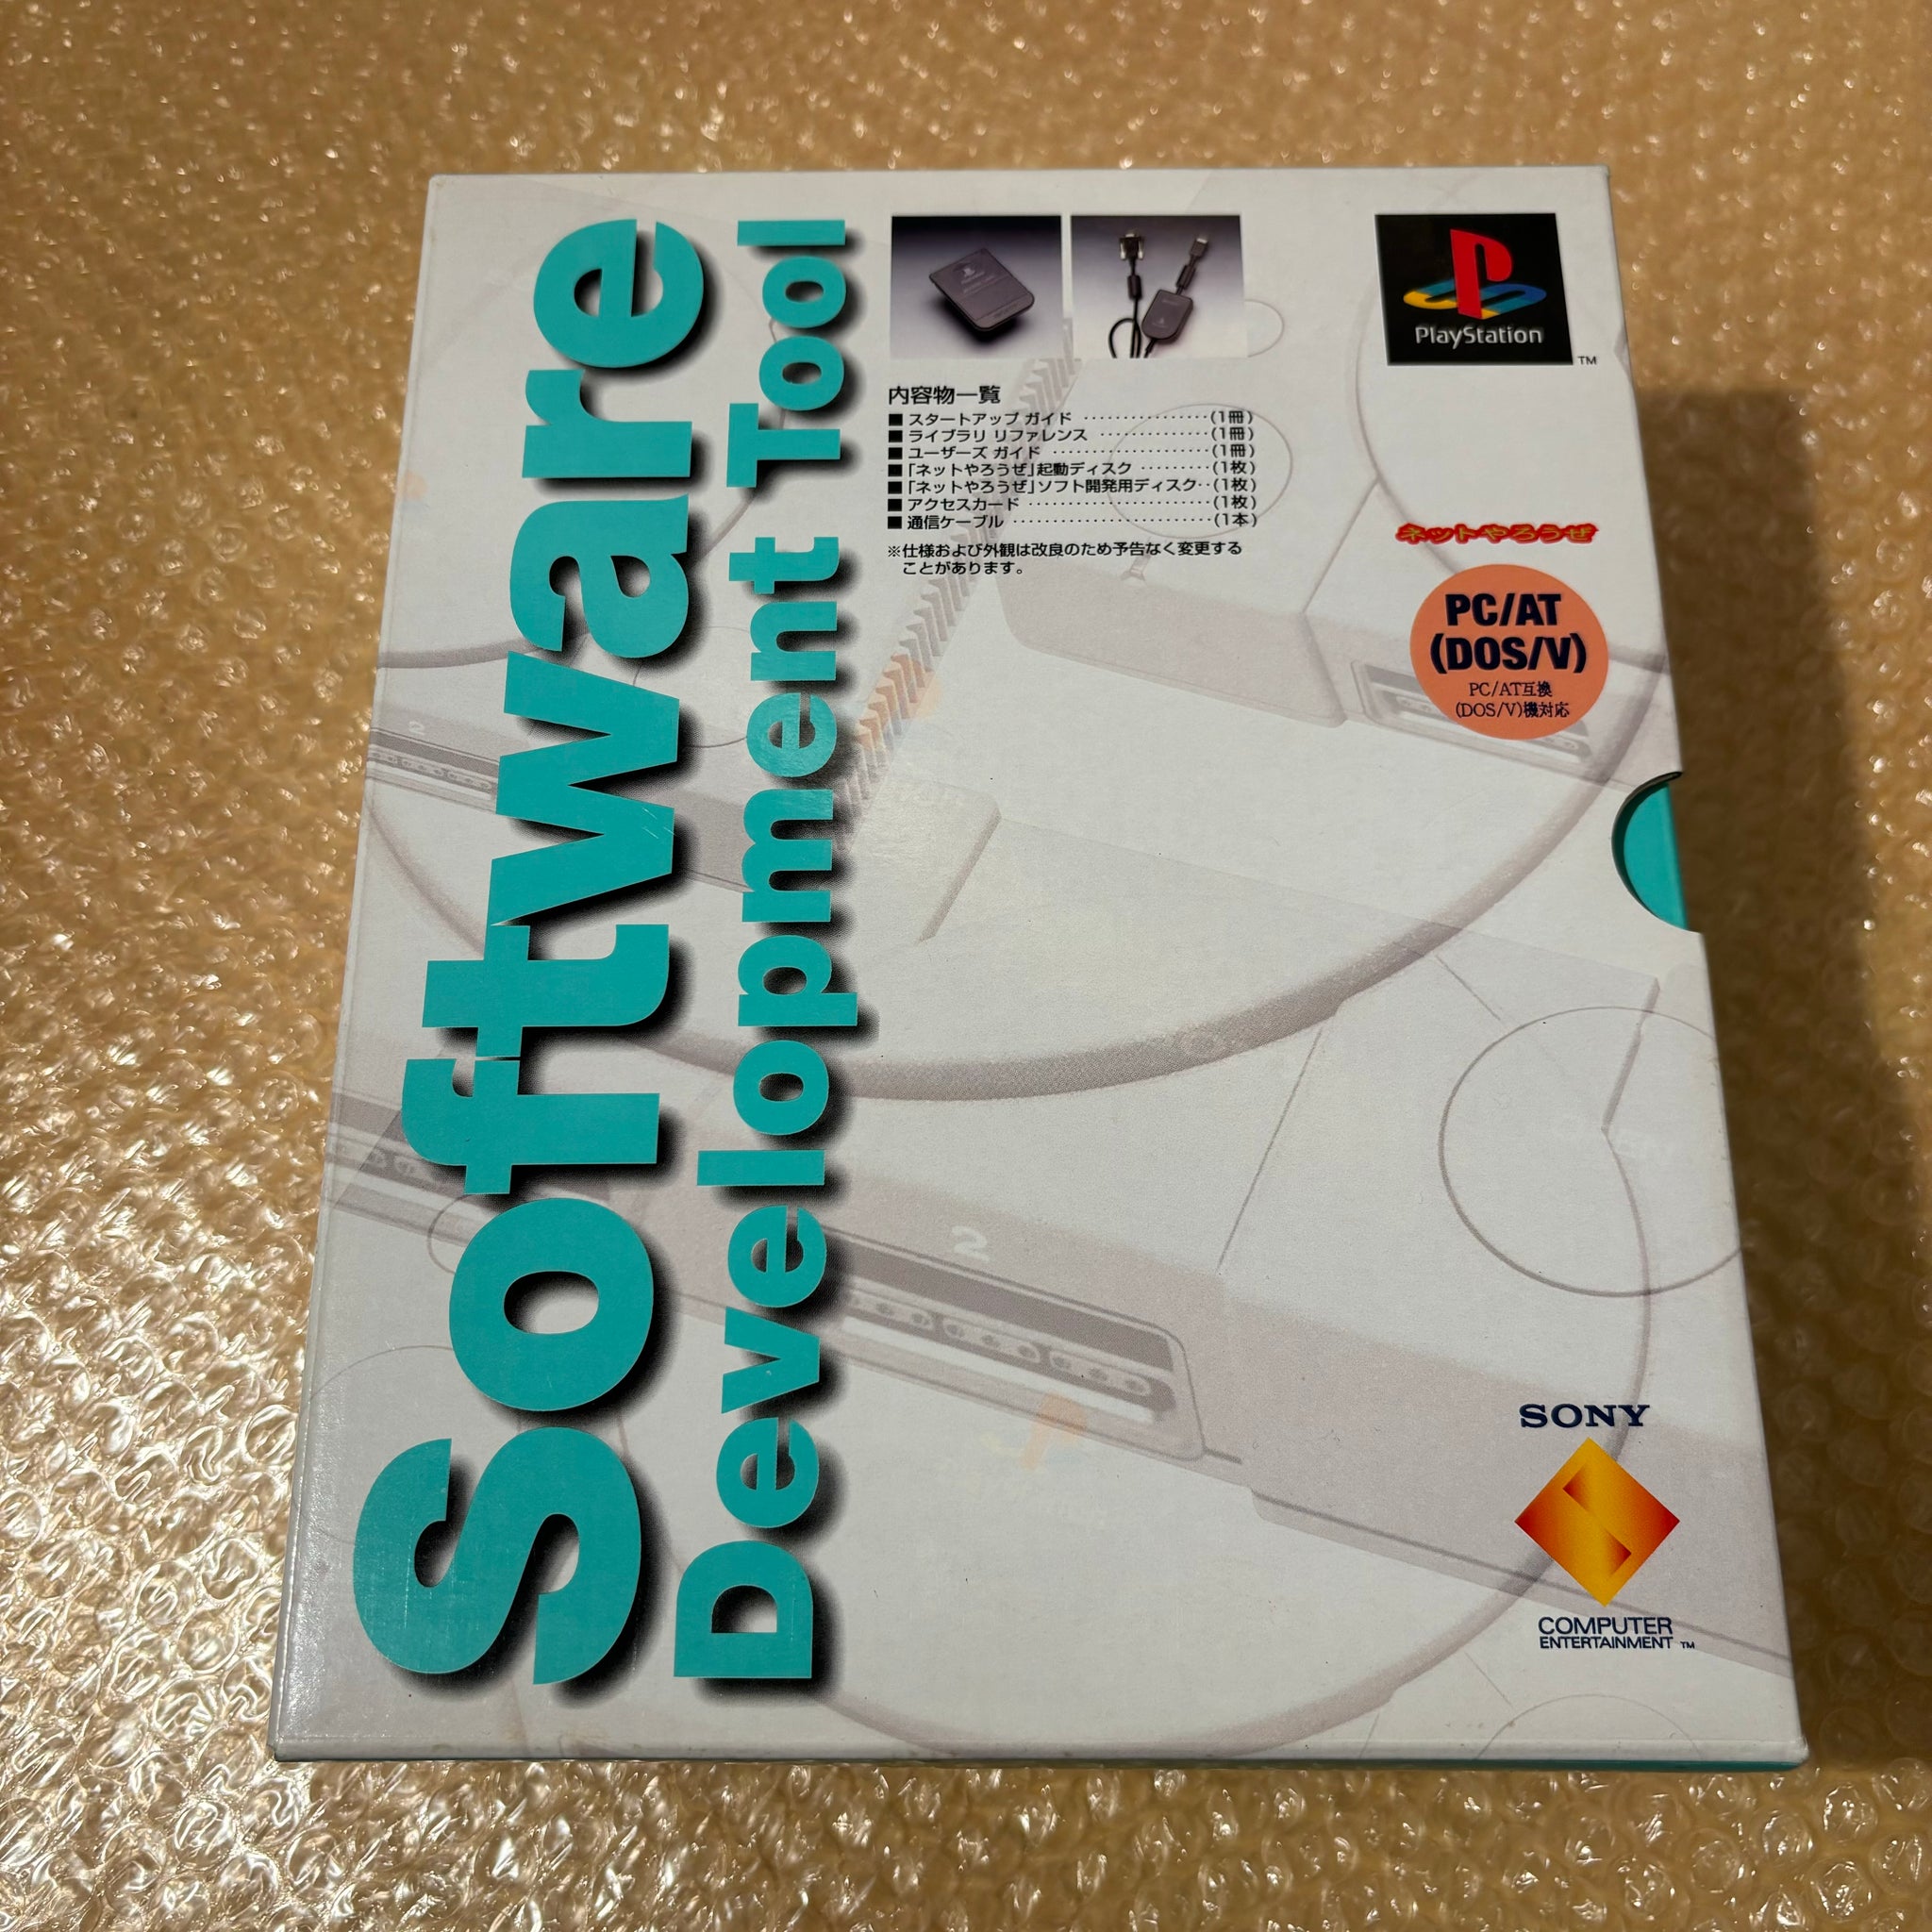 Software
Development Tool
PlayStation
TM
内容物一覧
■スタートアップ ガイド ················(1冊)
■ライブラリ リファレンス ··············(1冊)
■ユーザーズ ガイド ····················(1冊)
■「ネットやろうぜ」起動ディスク ·········(1枚)
■「ネットやろうぜ」ソフト開発用ディスク··(1枚)
■アクセスカード ·······················(1枚)
■通信ケーブル ·························(1本)
※仕様および外観は改良のため予告なく変更する
ことがあります。
ネットやろうぜ
PC/AT
(DOS/V)
PC/AT互換
(DOS/V)機対応
2
2
SONY
COMPUTER
ENTERTAINMENT TM